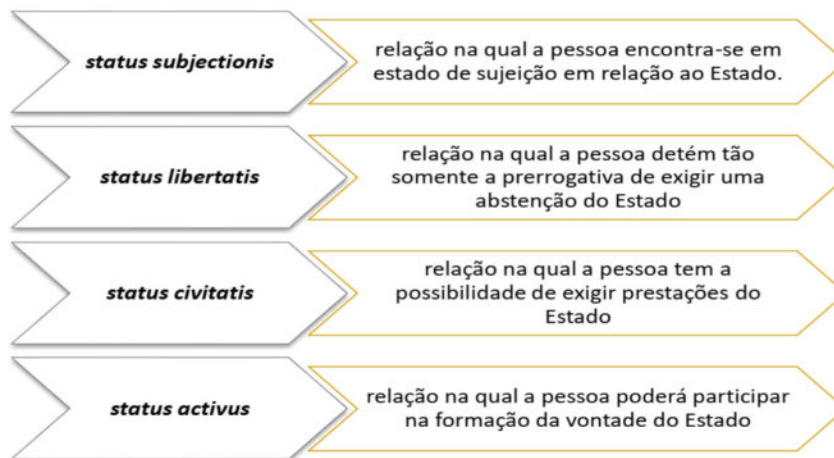 status subjectionis
relação na qual a pessoa encontra-se em
estado de sujeição em relação ao Estado.
status libertatis
relação na qual a pessoa detém tão
somente a prerrogativa de exigir uma
abstenção do Estado
status civitatis
relação na qual a pessoa tem a
possibilidade de exigir prestações do
Estado
status activus
relação na qual a pessoa poderá participar
na formação da vontade do Estado